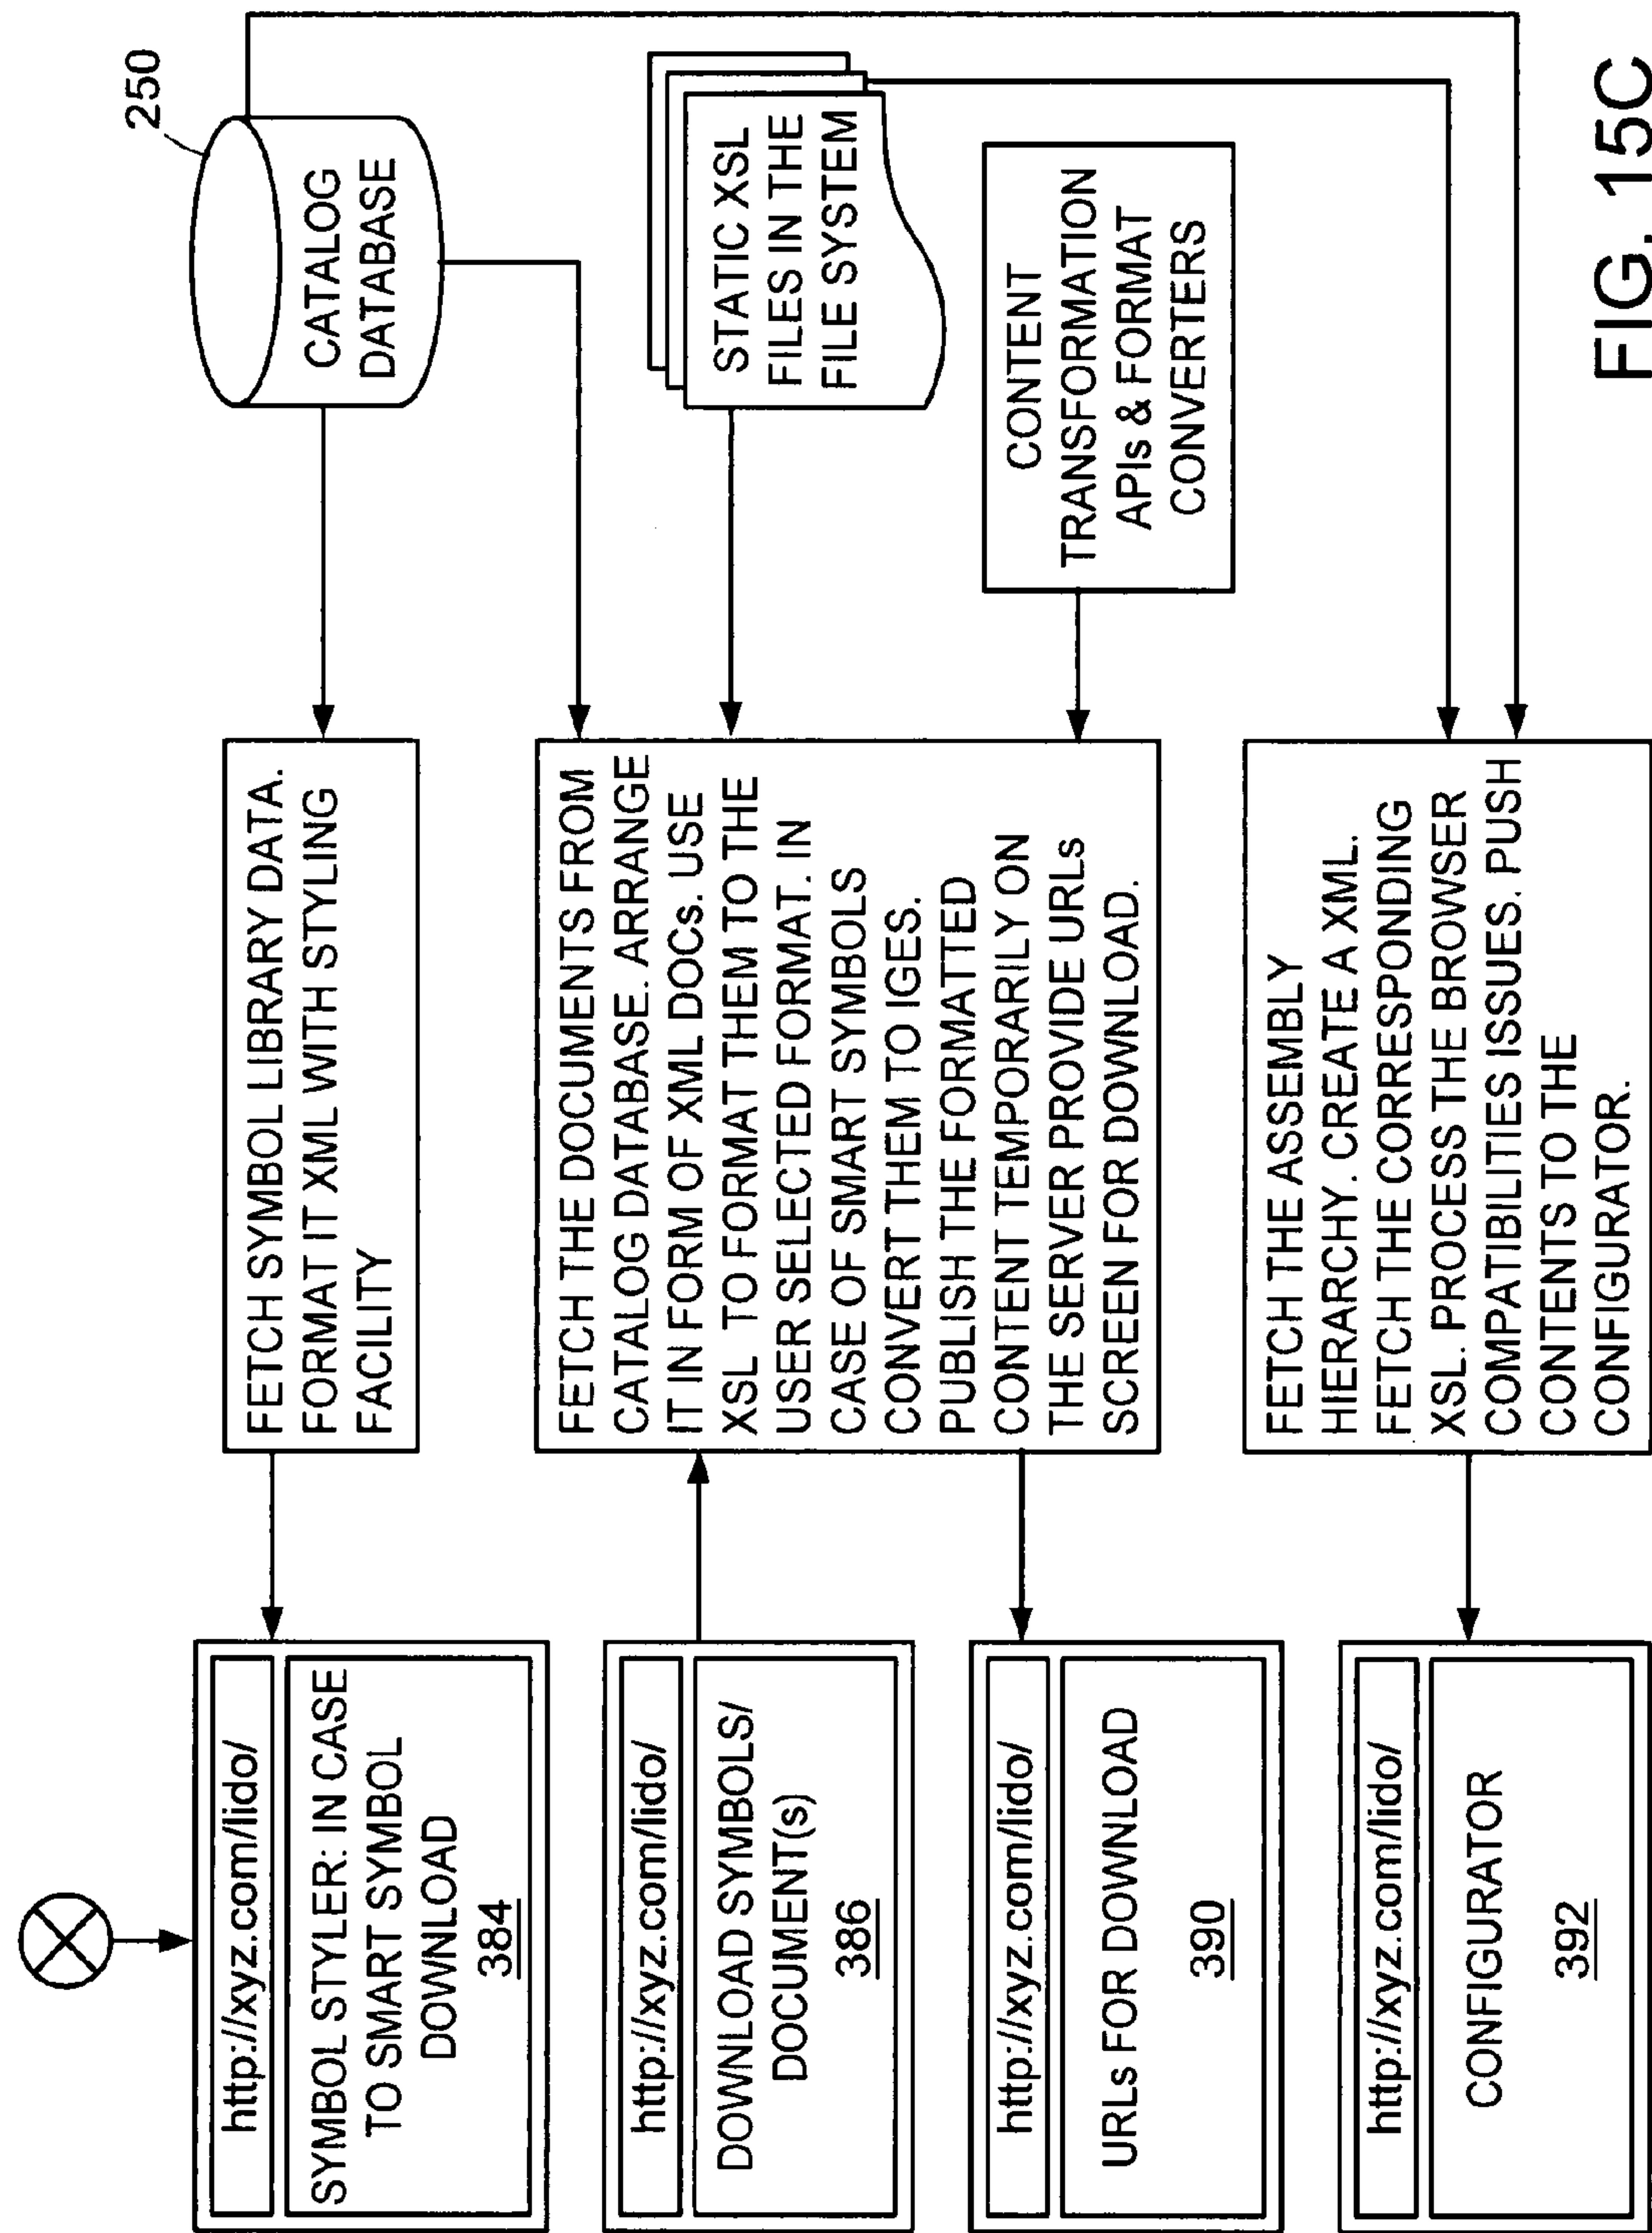 http://xyz.com/lido/
SYMBOL STYLER: IN CASE
TO SMART SYMBOL
DOWNLOAD
384
http://xyz.com/lido/
DOWNLOAD SYMBOLS/
DOCUMENT(s)
386
http://xyz.com/lido/
URLs FOR DOWNLOAD
390
http://xyz.com/lido/
CONFIGURATOR
392
FETCH SYMBOL LIBRARY DATA.
FORMAT IT XML WITH STYLING
FACILITY
FETCH THE DOCUMENTS FROM
CATALOG DATABASE. ARRANGE
IT IN FORM OF XML DOCs. USE
XSL TO FORMAT THEM TO THE
USER SELECTED FORMAT. IN
CASE OF SMART SYMBOLS
CONVERT THEM TO IGES.
PUBLISH THE FORMATTED
CONTENT TEMPORARILY ON
THE SERVER PROVIDE URLs
SCREEN FOR DOWNLOAD.
FETCH THE ASSEMBLY
HIERARCHY. CREATE A XML.
FETCH THE CORRESPONDING
XSL. PROCESS THE BROWSER
COMPATIBILITIES ISSUES. PUSH
CONTENTS TO THE
CONFIGURATOR.
250
CATALOG
DATABASE
STATIC XSL
FILES IN THE
FILE SYSTEM
CONTENT
TRANSFORMATION
APIs & FORMAT
CONVERTERS
FIG. 15C